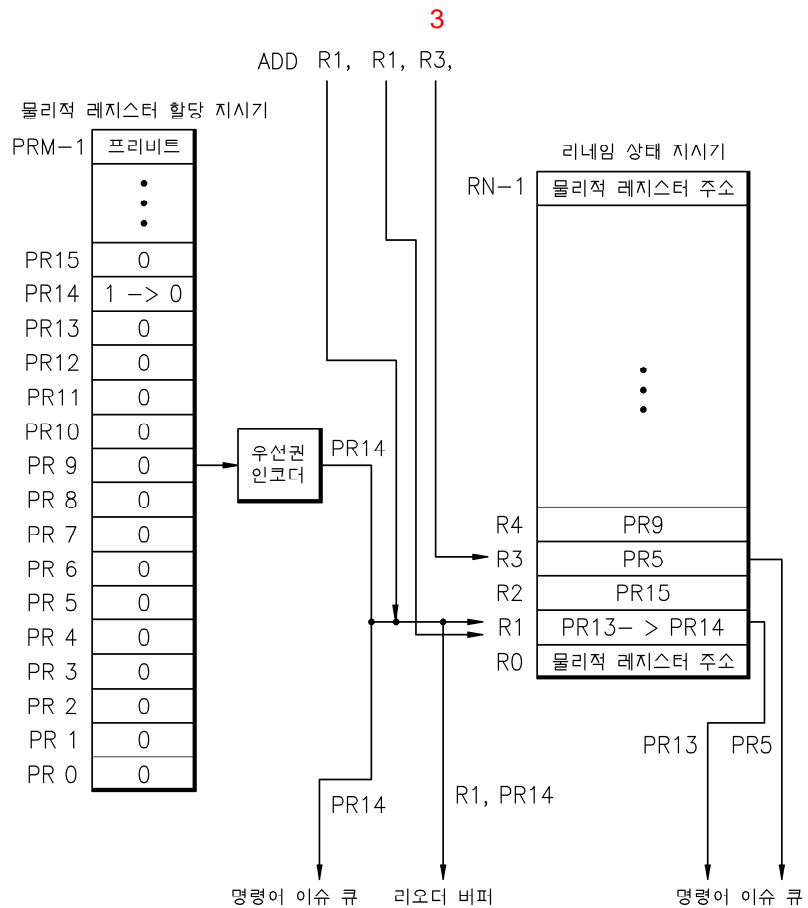 3
ADD R1, R1, R3,
물리적 레지스터 할당 지시기
PRM-1 프리비트
PR15 0
PR14 1 -> 0
PR13 0
PR12 0
PR11 0
PR10 0
PR 9 0
PR 8 0
PR 7 0
PR 6 0
PR 5 0
PR 4 0
PR 3 0
PR 2 0
PR 1 0
PR 0 0
우선권
인코더
PR14
리네임 상태 지시기
RN-1 물리적 레지스터 주소
R4 PR9
R3 PR5
R2 PR15
R1 PR13- > PR14
R0 물리적 레지스터 주소
PR13 PR5
PR14
R1, PR14
명령어 이슈 큐
리오더 버퍼
명령어 이슈 큐